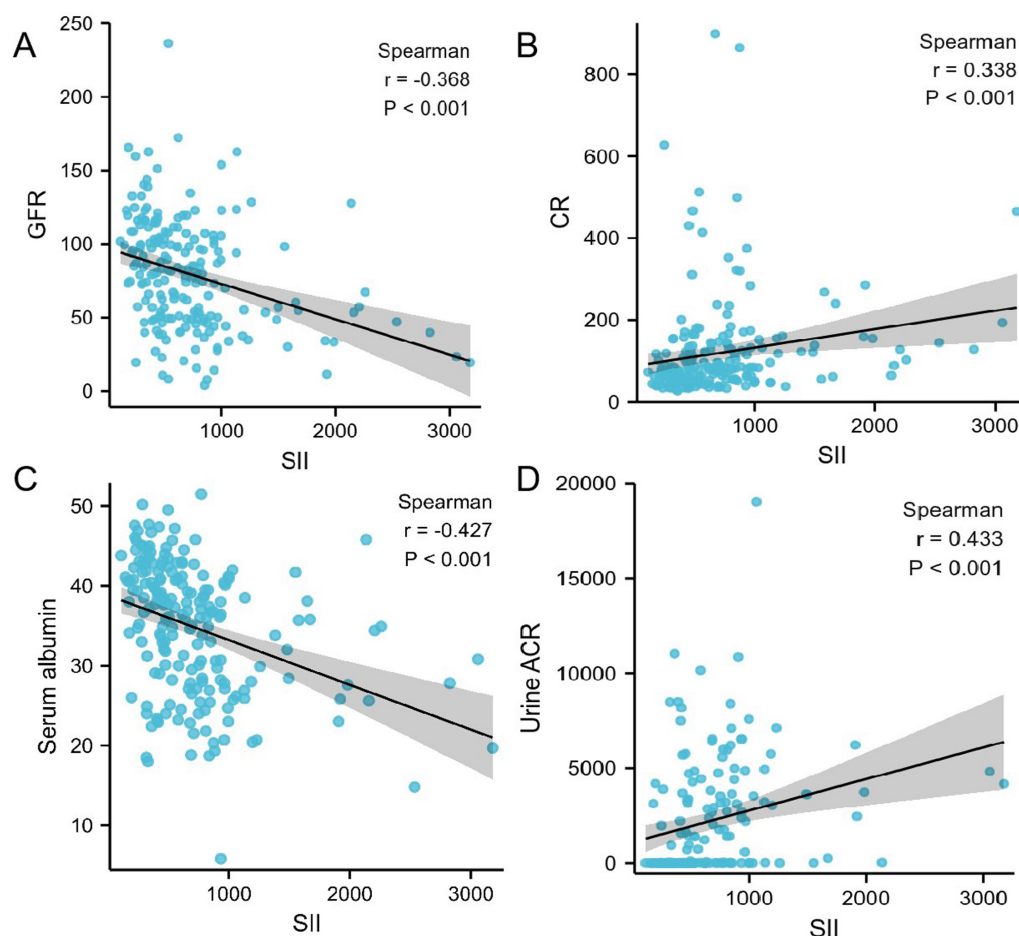 A
Spearman
r = -0.368
P < 0.001
250
200
150
100
50
0
GFR
1000
2000
3000
SII
B
Spearman
r = 0.338
P < 0.001
800
600
400
200
0
CR
1000
2000
3000
SII
C
Spearman
r = -0.427
P < 0.001
50
40
30
20
10
Serum albumin
1000
2000
3000
SII
D
Spearman
r = 0.433
P < 0.001
20000
15000
10000
5000
0
Urine ACR
1000
2000
3000
SII